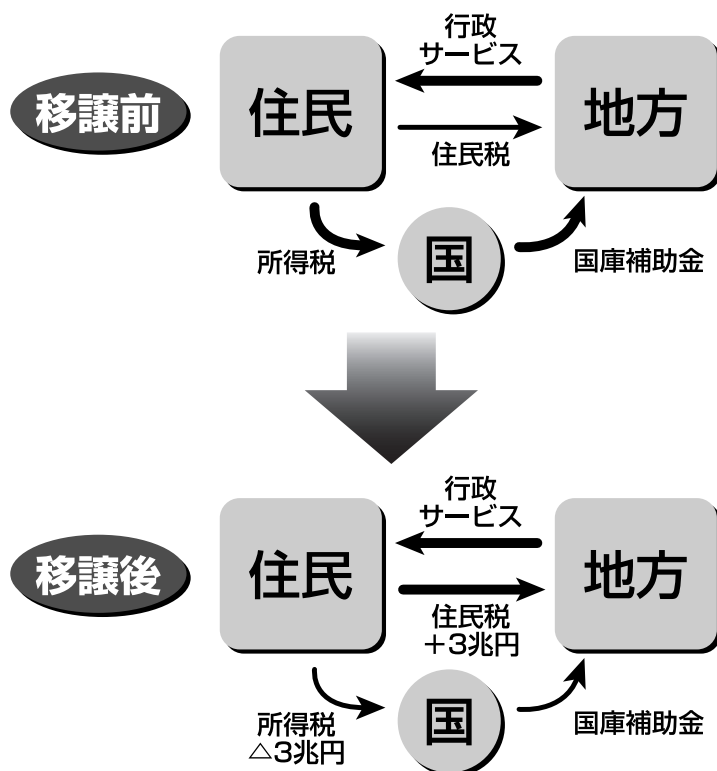 行政
サービス
移譲前
住民
地方
住民税
所得税
国
国庫補助金
行政
サービス
移譲後
住民
地方
住民税
＋3兆円
所得税
△3兆円
国
国庫補助金